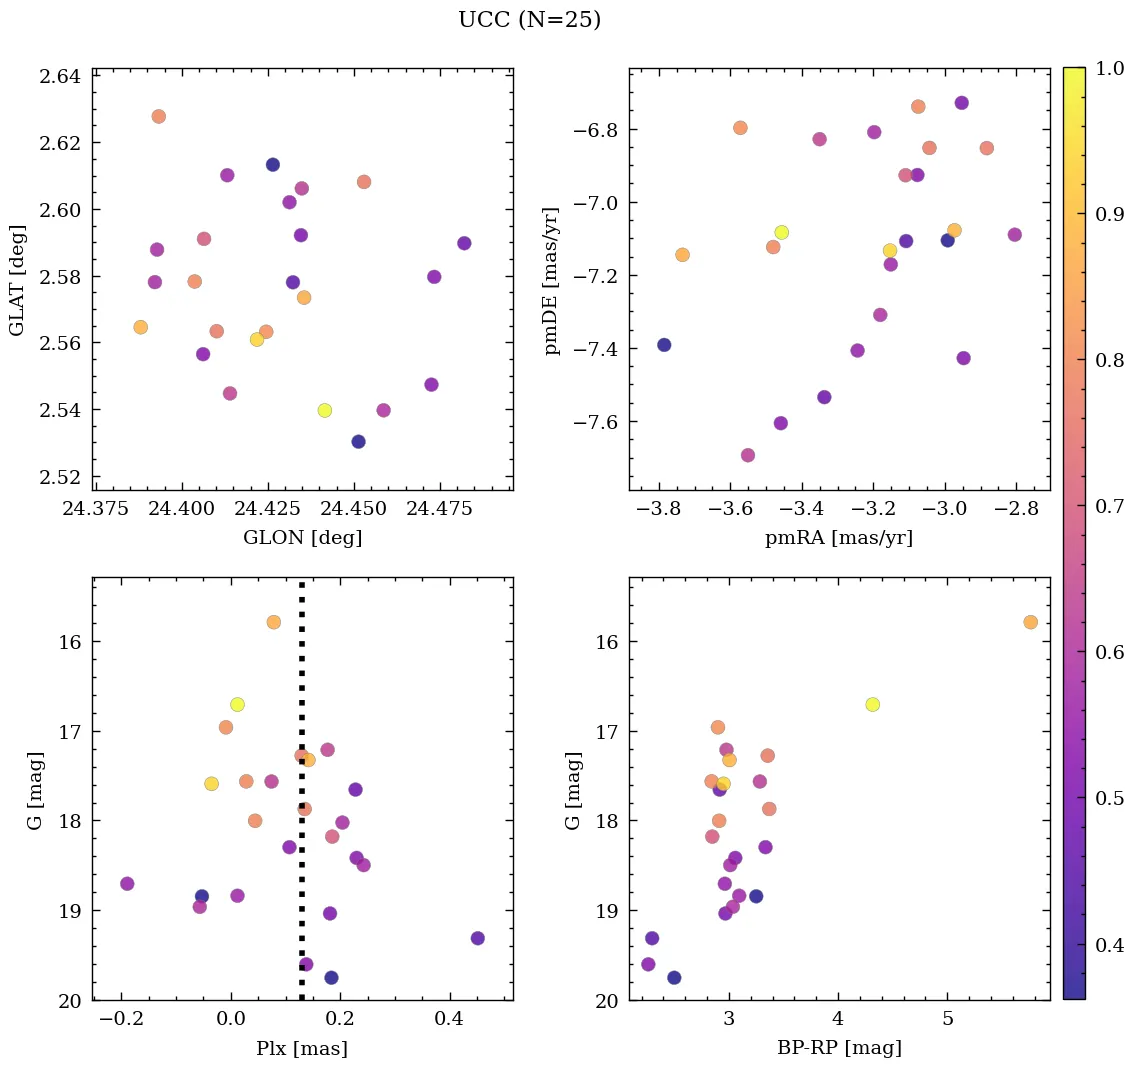 UCC (N=25)
2.64
2.62
2.60
2.58
2.56
2.54
2.52
GLAT [deg]
24.375 24.400 24.425 24.450 24.475
GLON [deg]
−6.8
−7.0
−7.2
−7.4
−7.6
pmDE [mas/yr]
−3.8 −3.6 −3.4 −3.2 −3.0 −2.8
pmRA [mas/yr]
1.0
0.9
0.8
0.7
0.6
0.5
0.4
16
17
18
19
20
G [mag]
−0.2 0.0 0.2 0.4
Plx [mas]
16
17
18
19
20
G [mag]
3 4 5
BP-RP [mag]